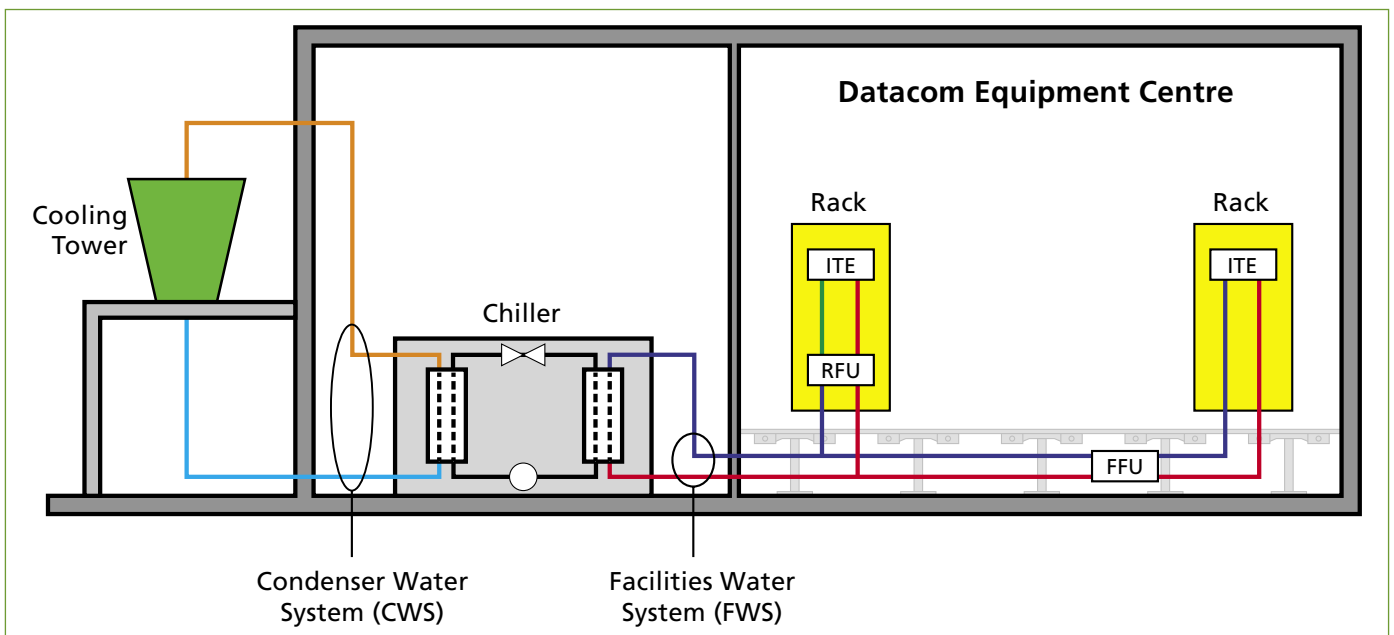 Datacom Equipment Centre
Cooling
Tower
Rack
Rack
ITE
ITE
Chiller
RFU
FFU
Condenser Water
System (CWS)
Facilities Water
System (FWS)